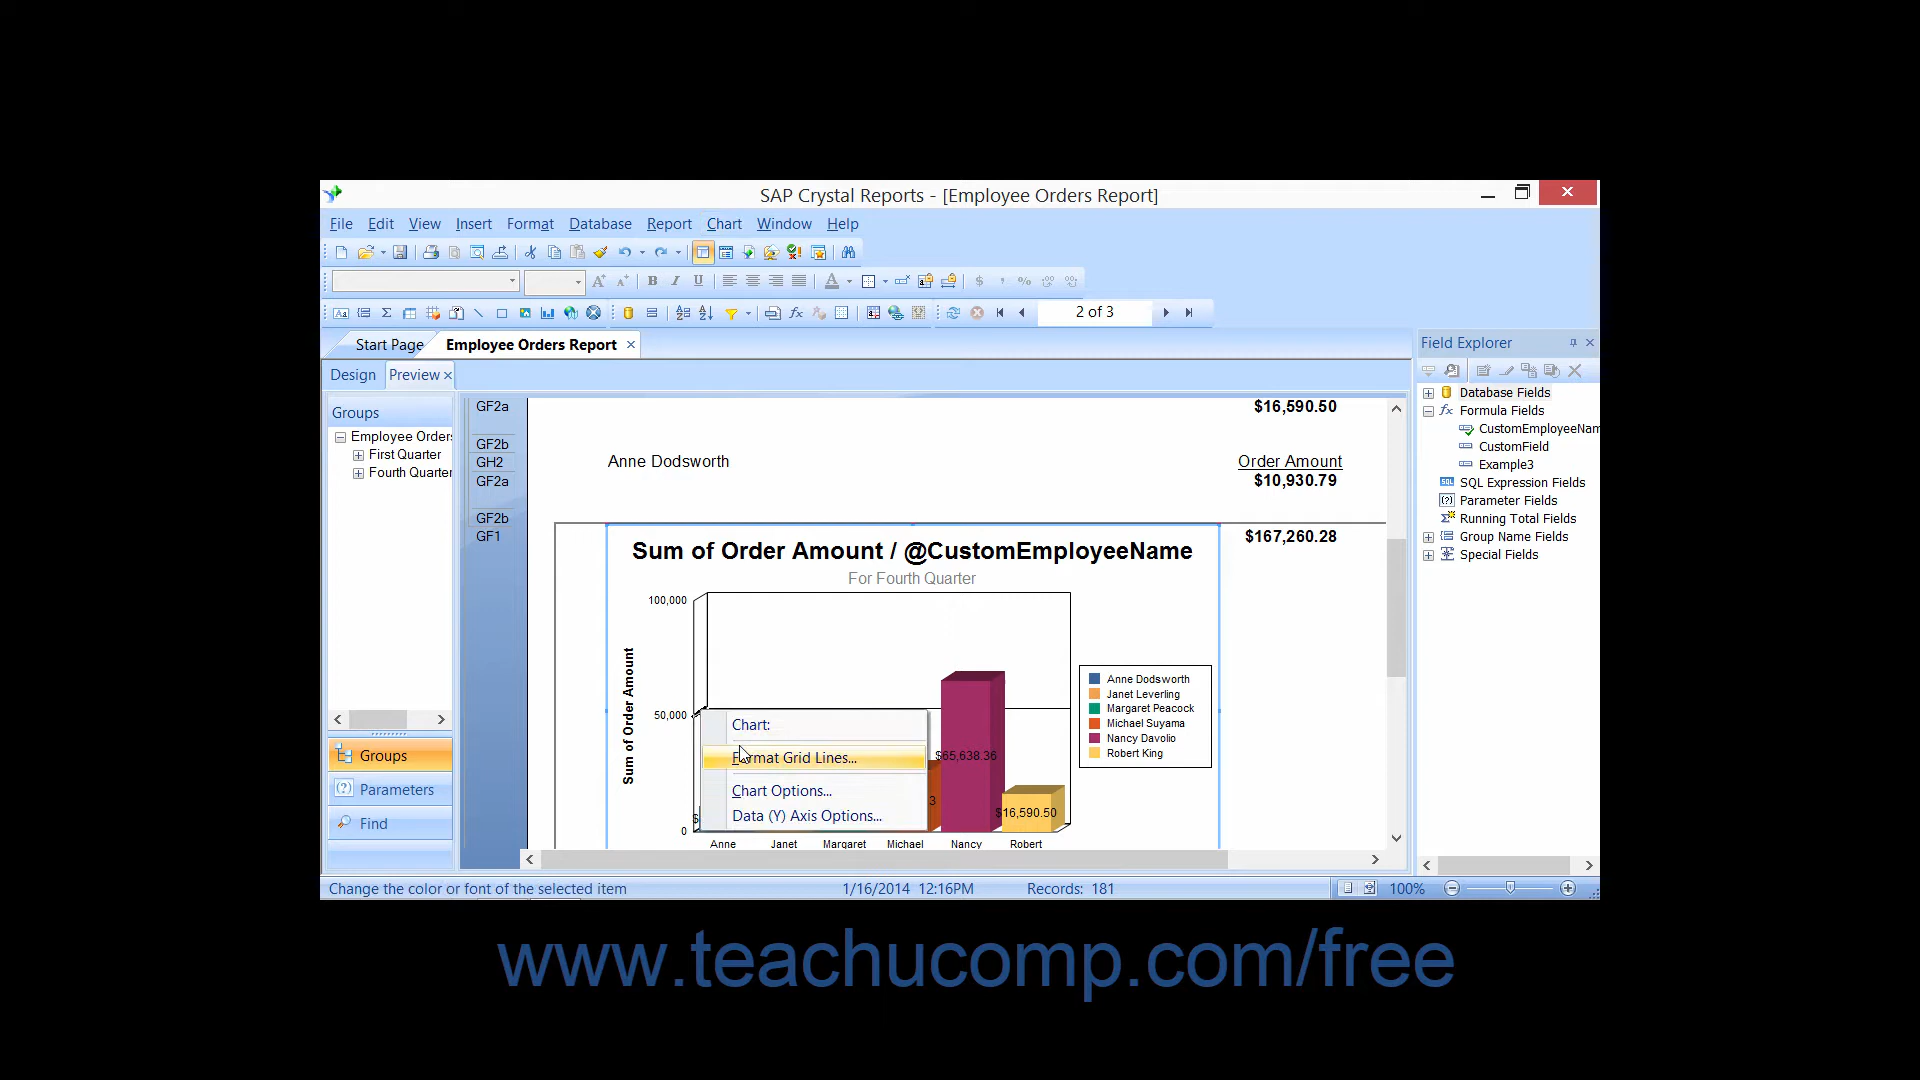 SAP Crystal Reports - [Employee Orders Report]
File Edit View Insert Format Database Report Chart Window Help
2 of 3
Start Page Employee Orders Report
Design Preview
Field Explorer
Database Fields
Formula Fields
CustomEmployeeNam
CustomField
Example3
SQL Expression Fields
Parameter Fields
Running Total Fields
Group Name Fields
Special Fields
Groups
Employee Orders
First Quarter
Fourth Quarter
Groups
Parameters
Find
GF2a $16,590.50
GF2b
GH2 Anne Dodsworth Order Amount
GF2a $10,930.79
GF2b
GF1 $167,260.28
Sum of Order Amount / @CustomEmployeeName
For Fourth Quarter
Sum of Order Amount
100,000
50,000
0
$65,638.36
$16,590.50
Anne Janet Margaret Michael Nancy Robert
Anne Dodsworth
Janet Leverling
Margaret Peacock
Michael Suyama
Nancy Davolio
Robert King
Chart:
Format Grid Lines...
Chart Options...
Data (Y) Axis Options...
Change the color or font of the selected item 1/16/2014 12:16PM Records: 181 100%
www.teachucomp.com/free